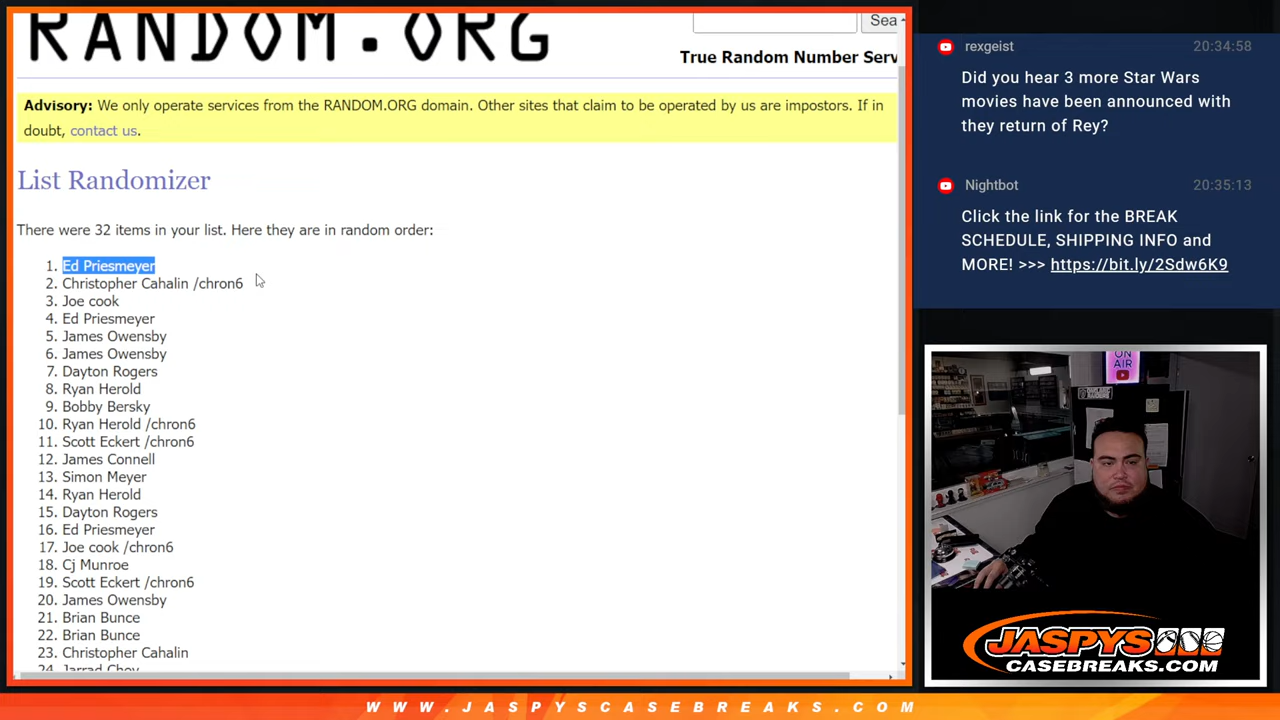 RANDOM.ORG
Sea
True Random Number Serv
Advisory: We only operate services from the RANDOM.ORG domain. Other sites that claim to be operated by us are impostors. If in
doubt, contact us.
List Randomizer
There were 32 items in your list. Here they are in random order:
1. Ed Priesmeyer
2. Christopher Cahalin /chron6
3. Joe cook
4. Ed Priesmeyer
5. James Owensby
6. James Owensby
7. Dayton Rogers
8. Ryan Herold
9. Bobby Bersky
10. Ryan Herold /chron6
11. Scott Eckert /chron6
12. James Connell
13. Simon Meyer
14. Ryan Herold
15. Dayton Rogers
16. Ed Priesmeyer
17. Joe cook /chron6
18. Cj Munroe
19. Scott Eckert /chron6
20. James Owensby
21. Brian Bunce
22. Brian Bunce
23. Christopher Cahalin
24. Jarrad Choy
rexgeist 20:34:58
Did you hear 3 more Star Wars
movies have been announced with
they return of Rey?
Nightbot 20:35:13
Click the link for the BREAK
SCHEDULE, SHIPPING INFO and
MORE! >>> https://bit.ly/2Sdw6K9
ON
AIR
JASPYS
CASEBREAKS.COM
WWW.JASPYSCASEBREAKS.COM